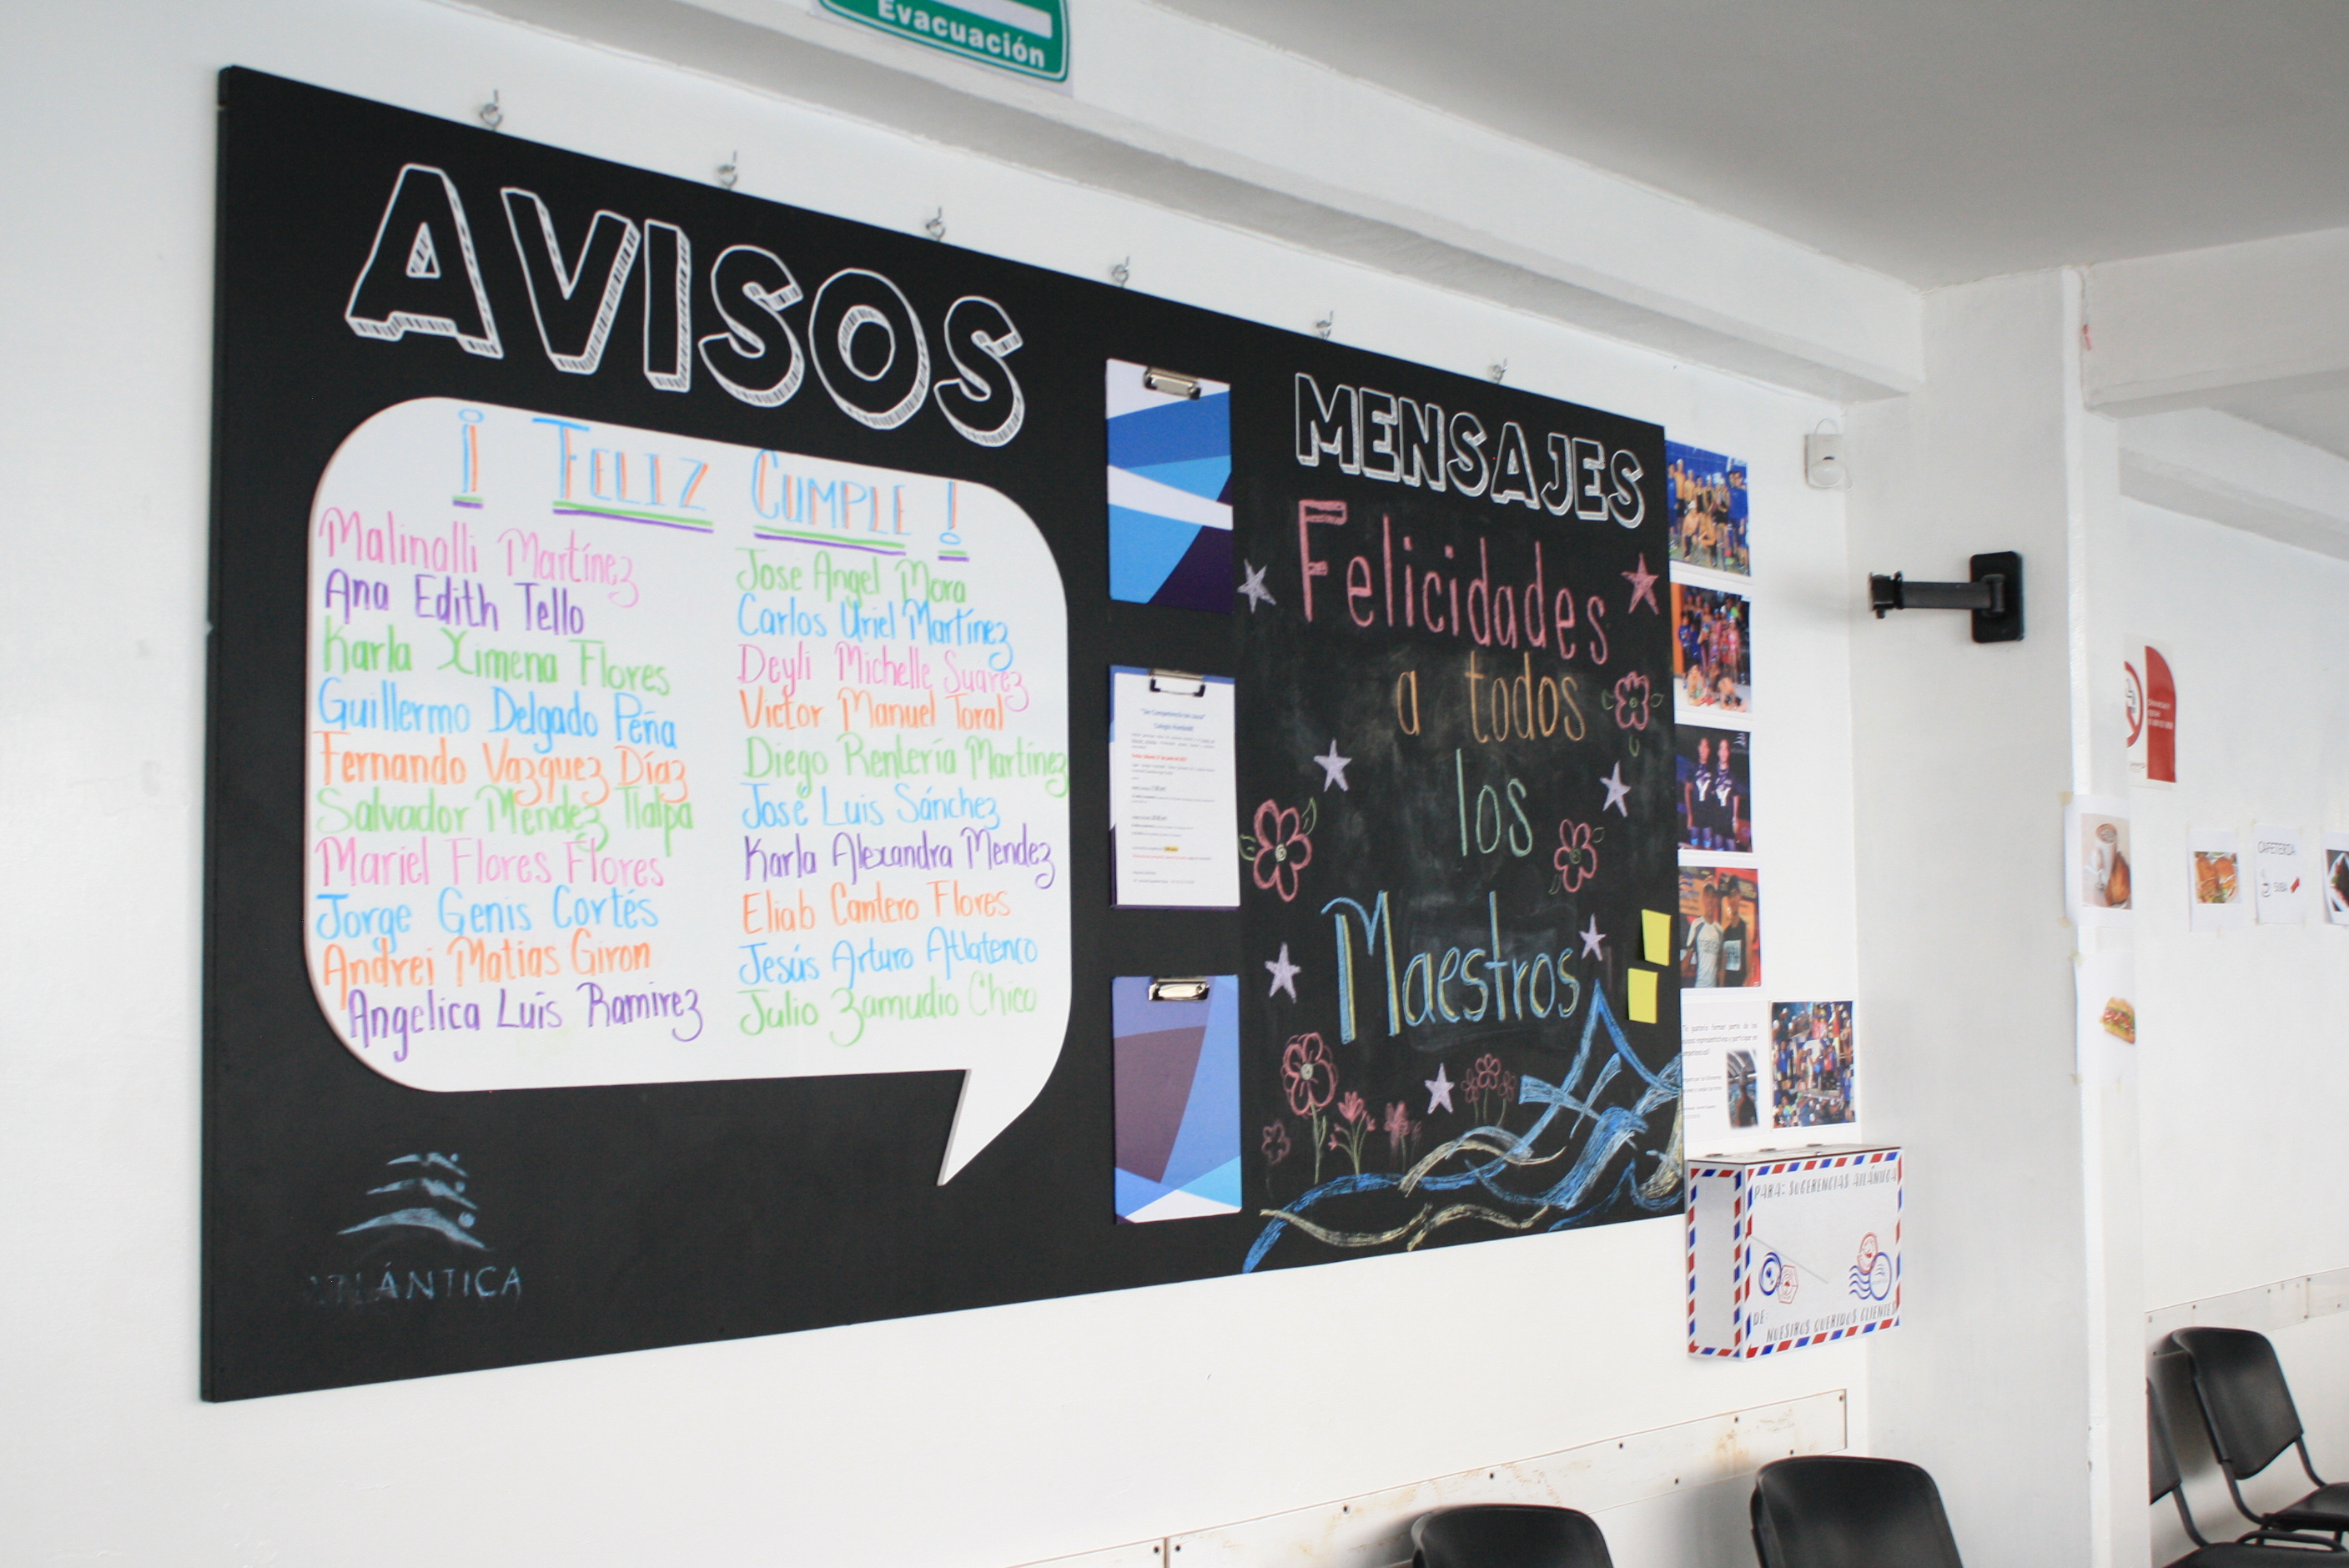 Evacuación
AVISOS
¡Feliz Cumple!
Malinalli Martínez
Ana Edith Tello
Karla Ximena Flores
Guillermo Delgado Peña
Fernando Vazquez Díaz
Salvador Mendez Tlalpa
Mariel Flores Flores
Jorge Genis Cortés
Andrei Matias Giron
Angelica Luis Ramirez
José Angel Mora
Carlos Uriel Martínez
Deyli Michelle Suarez
Victor Manuel Toral
Diego Rentería Martínez
José Luis Sánchez
Karla Alexandra Mendez
Eliab Cantero Flores
Jesús Arturo Atlatenco
Julio Zamudio Chico
ATLÁNTICA
MENSAJES
Felicidades
a todos
los
Maestros
PARA: SUGERENCIAS ATLÁNTICA
DE:
NUESTROS QUERIDOS CLIENTES
CAFETERIA